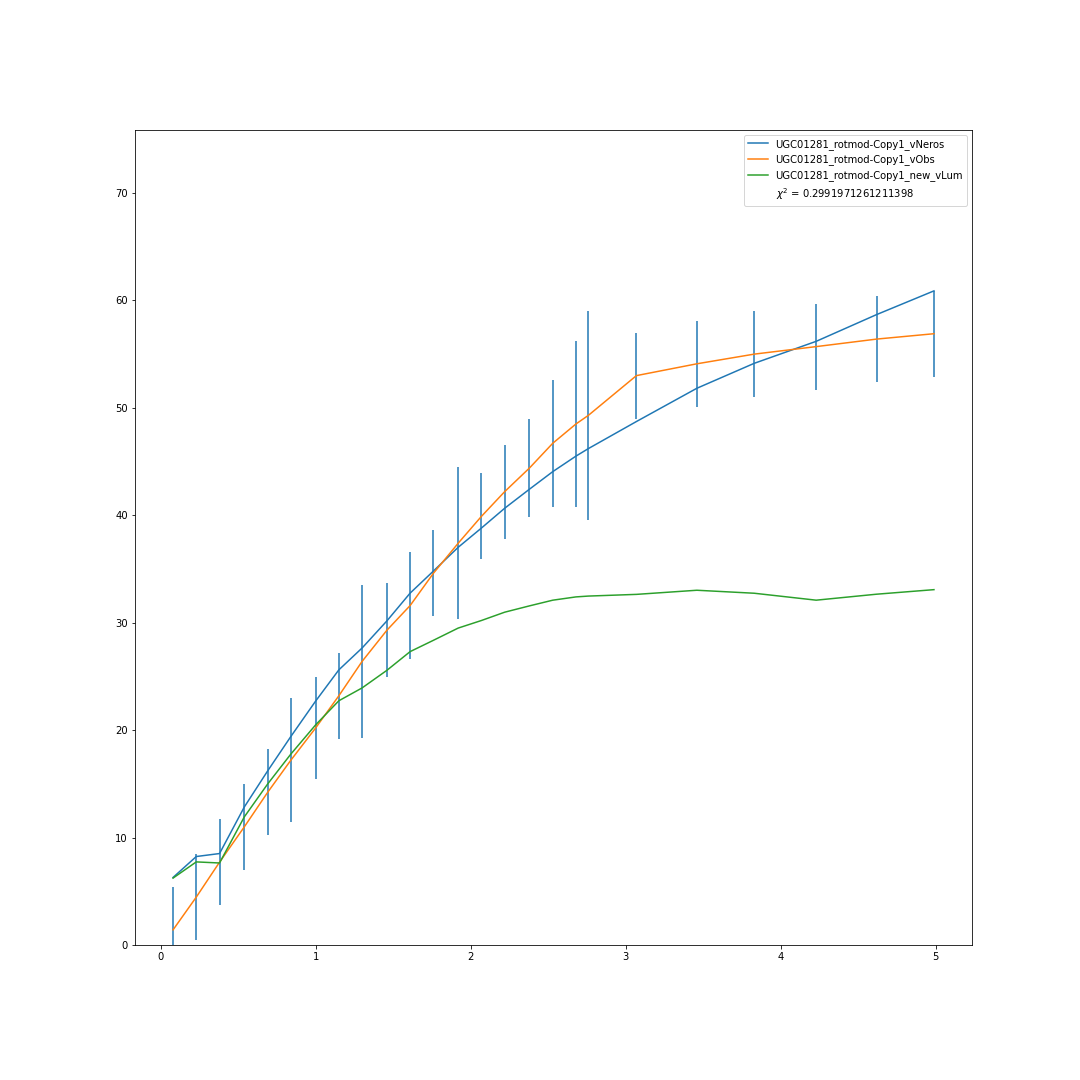 UGC01281_rotmod-Copy1_vNeros
UGC01281_rotmod-Copy1_vObs
UGC01281_rotmod-Copy1_new_vLum
χ² = 0.2991971261211398
70
60
50
40
30
20
10
0
0 1 2 3 4 5